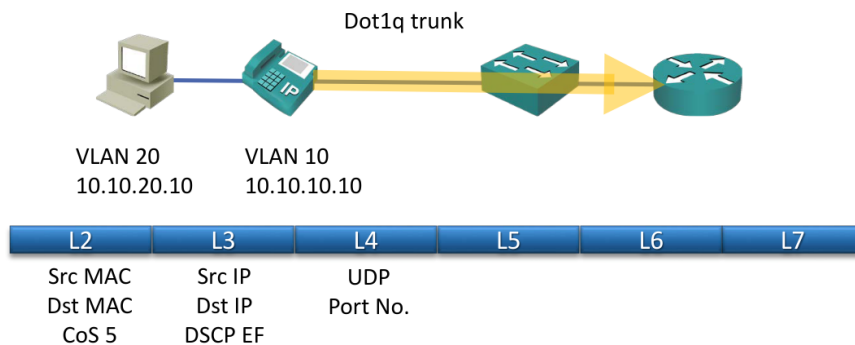 Dot1q trunk
IP
VLAN 20
10.10.20.10
VLAN 10
10.10.10.10
L2 L3 L4 L5 L6 L7
Src MAC Src IP UDP
Dst MAC Dst IP Port No.
CoS 5 DSCP EF